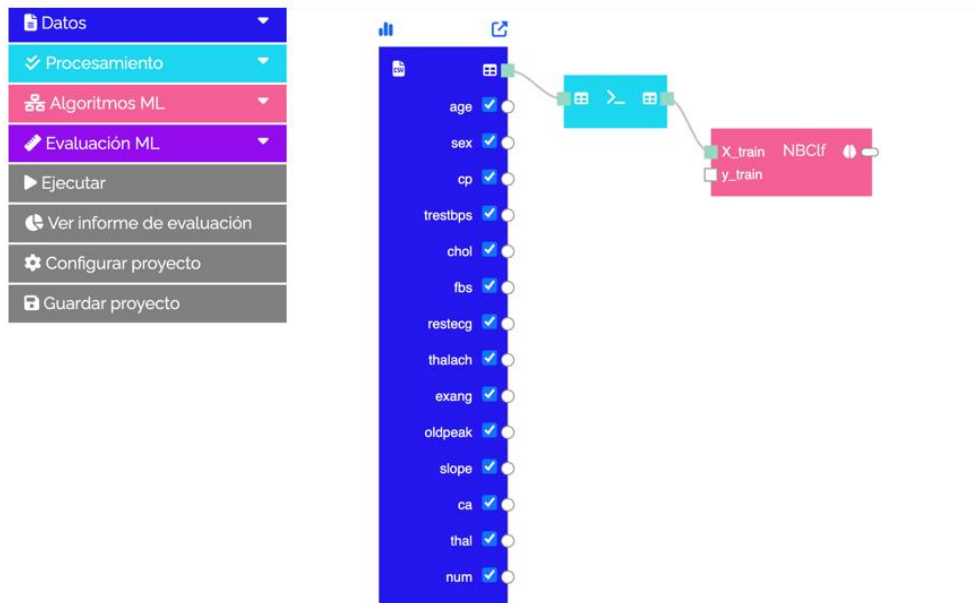 Datos
Procesamiento
Algoritmos ML
Evaluación ML
Ejecutar
Ver informe de evaluación
Configurar proyecto
Guardar proyecto
CSV
age
sex
cp
trestbps
chol
fbs
restecg
thalach
exang
oldpeak
slope
ca
thal
num
X_train NBClf
y_train